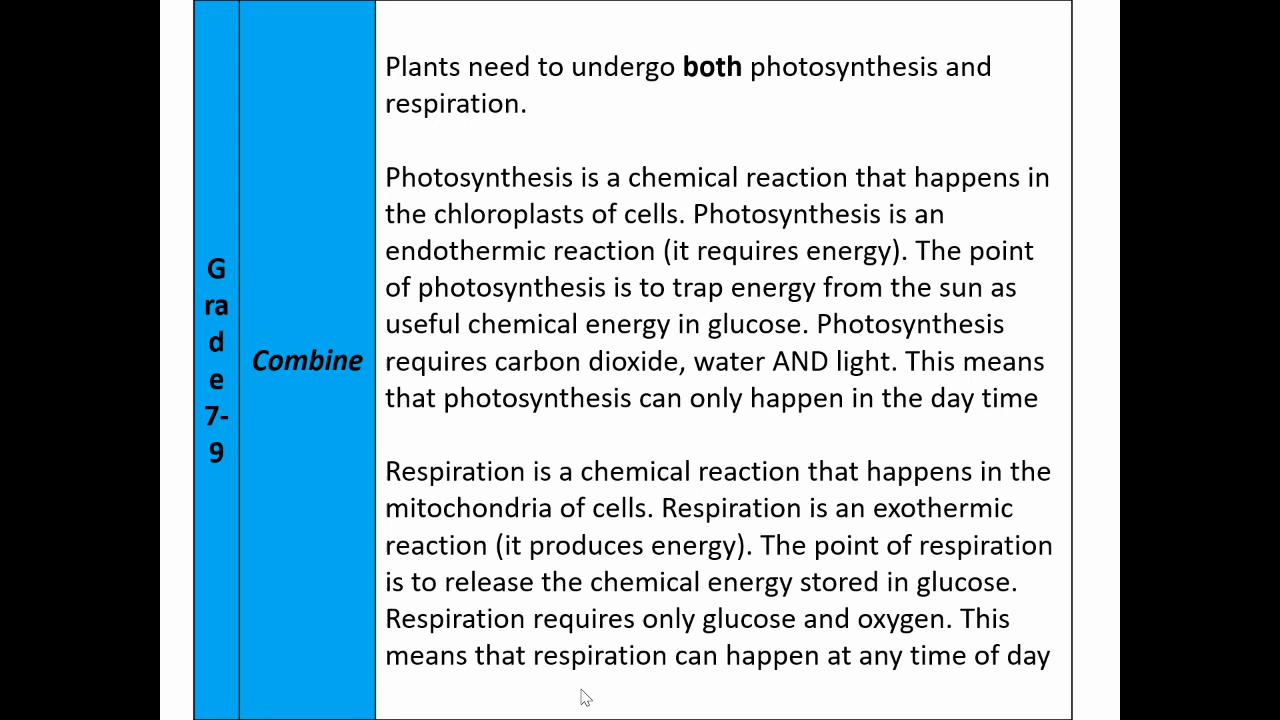 G
ra
d
e
7-
9
Combine
Plants need to undergo both photosynthesis and
respiration.
Photosynthesis is a chemical reaction that happens in
the chloroplasts of cells. Photosynthesis is an
endothermic reaction (it requires energy). The point
of photosynthesis is to trap energy from the sun as
useful chemical energy in glucose. Photosynthesis
requires carbon dioxide, water AND light. This means
that photosynthesis can only happen in the day time
Respiration is a chemical reaction that happens in the
mitochondria of cells. Respiration is an exothermic
reaction (it produces energy). The point of respiration
is to release the chemical energy stored in glucose.
Respiration requires only glucose and oxygen. This
means that respiration can happen at any time of day